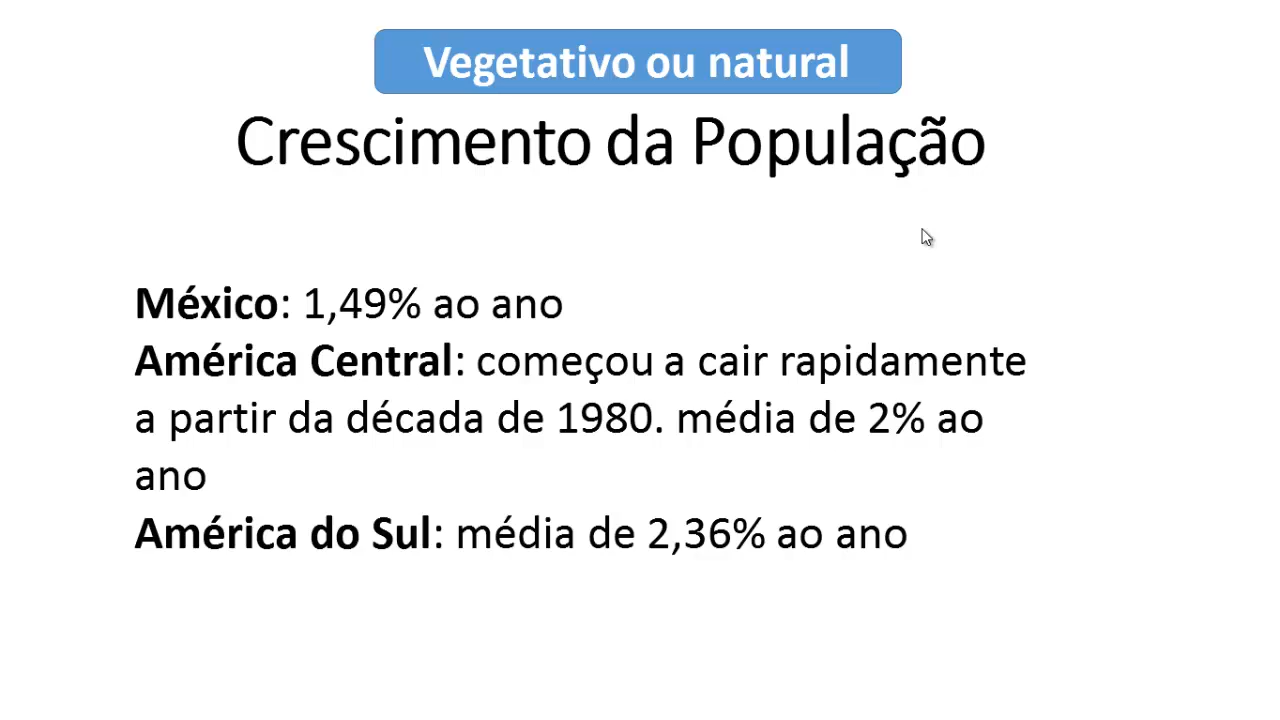 Vegetativo ou natural
Crescimento da População
México: 1,49% ao ano
América Central: começou a cair rapidamente
a partir da década de 1980. média de 2% ao
ano
América do Sul: média de 2,36% ao ano